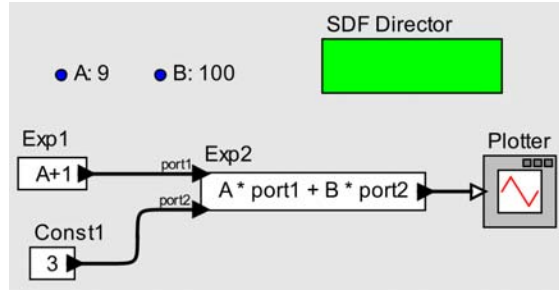 SDF Director
A: 9
B: 100
Exp1
A+1
port1
Exp2
A * port1 + B * port2
port2
Plotter
Const1
3